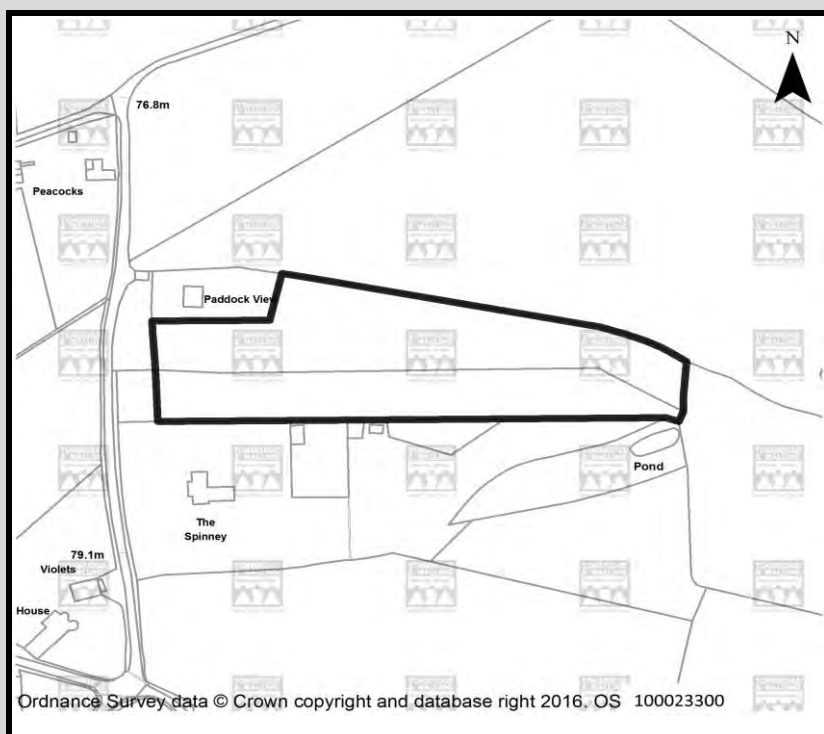 N
76.8m
Peacocks
Paddock View
Pond
The
Spinney
79.1m
Violets
House
Ordnance Survey data © Crown copyright and database right 2016. OS 100023300